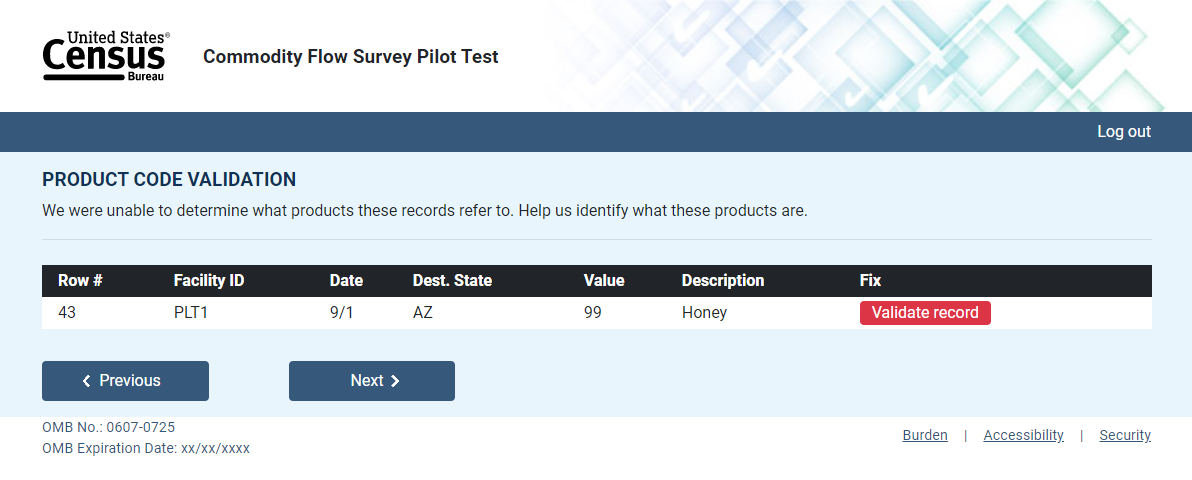 United States®
Census
Bureau
Commodity Flow Survey Pilot Test
Log out
PRODUCT CODE VALIDATION
We were unable to determine what products these records refer to. Help us identify what these products are.
Row # Facility ID Date Dest. State Value Description Fix
43 PLT1 9/1 AZ 99 Honey Validate record
Previous Next
OMB No.: 0607-0725
OMB Expiration Date: xx/xx/xxxx
Burden | Accessibility | Security